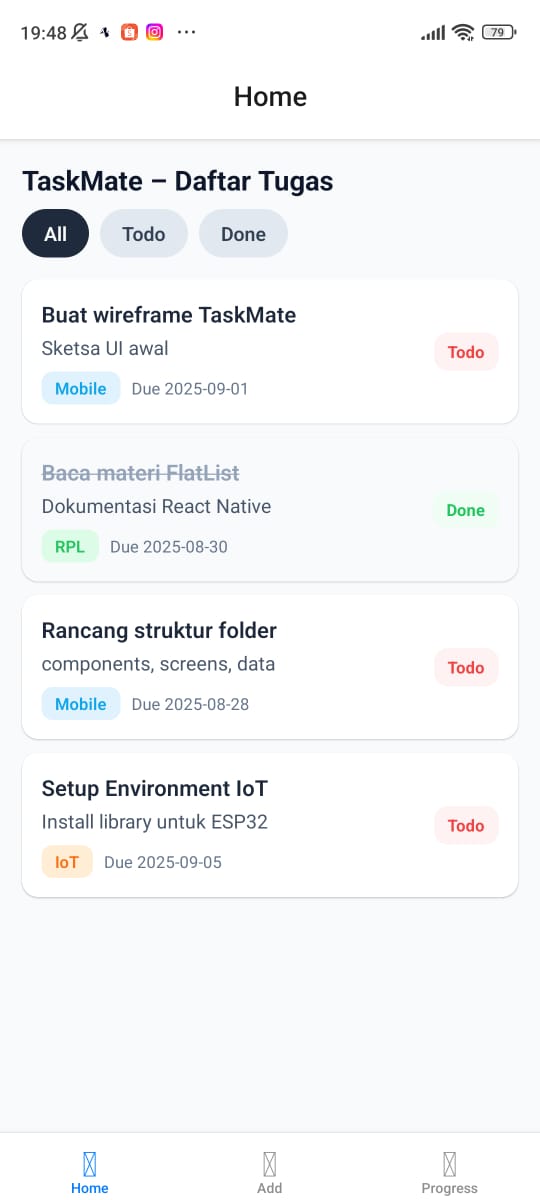 19:48
79
Home
TaskMate – Daftar Tugas
All Todo Done
Buat wireframe TaskMate
Sketsa UI awal
Todo
Mobile Due 2025-09-01
Baca materi FlatList
Dokumentasi React Native
Done
RPL Due 2025-08-30
Rancang struktur folder
components, screens, data
Todo
Mobile Due 2025-08-28
Setup Environment IoT
Install library untuk ESP32
Todo
IoT Due 2025-09-05
Home Add Progress